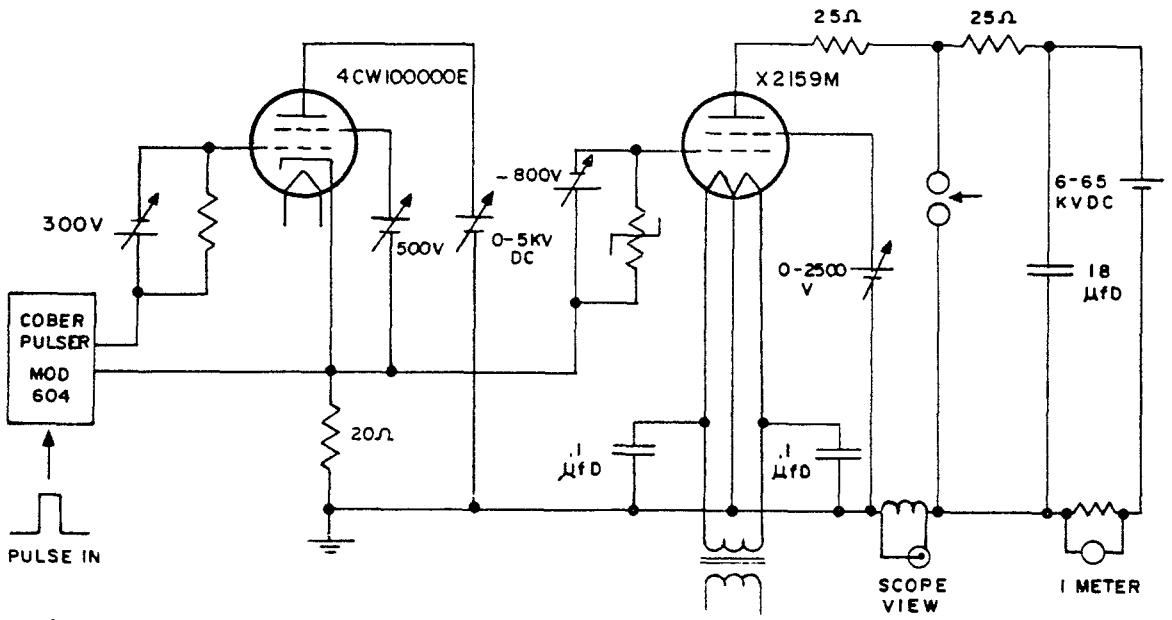 25Ω
25Ω
4CW100000E
X2159M
300V
500V
0-5KV
DC
-800V
0-2500
V
6-65
KVDC
18
μfD
COBER
PULSER
MOD
604
20Ω
.1
μfD
.1
μfD
PULSE IN
SCOPE
VIEW
I METER